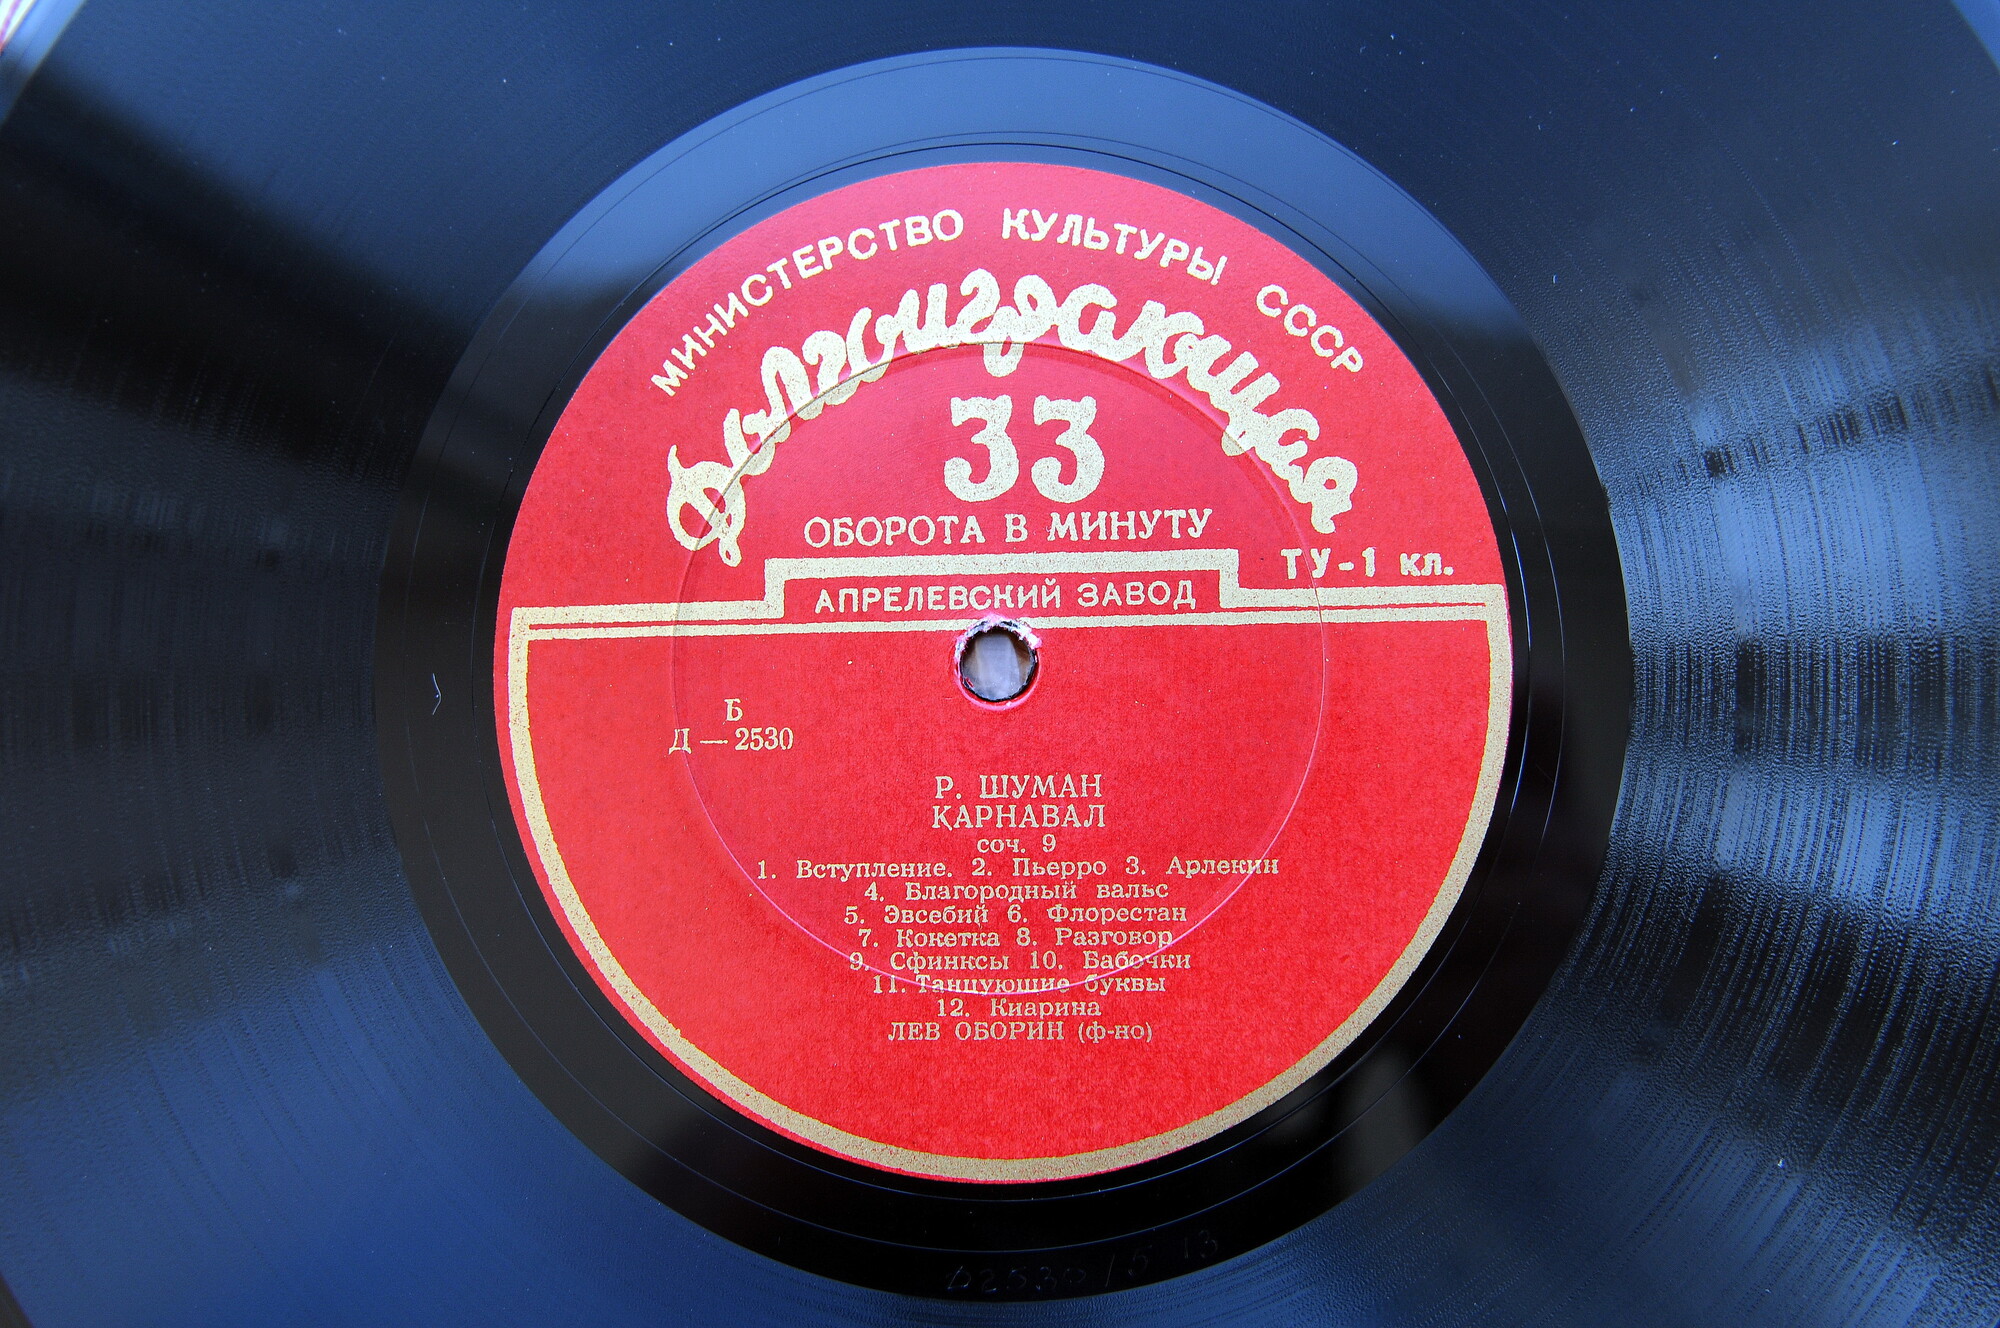 МИНИСТЕРСТВО КУЛЬТУРЫ СССР
Долгоиграющая
33
ОБОРОТА В МИНУТУ
ТУ-1 кл.
АПРЕЛЕВСКИЙ ЗАВОД
Б
Д — 2530
Р. ШУМАН
КАРНАВАЛ
соч. 9
1. Вступление. 2. Пьерро 3. Арлекин
4. Благородный вальс
5. Эвсебий 6. Флорестан
7. Кокетка 8. Разговор
9. Сфинксы 10. Бабочки
11. Танцующие буквы
12. Киарина
ЛЕВ ОБОРИН (ф-но)